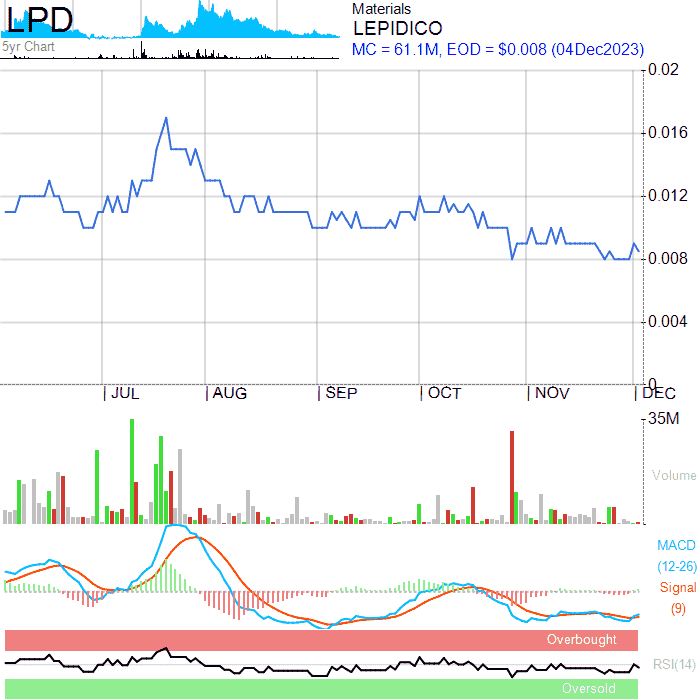 LPD
5yr Chart
Materials
LEPIDICO
MC = 61.1M, EOD = $0.008 (04Dec2023)
0.02
0.016
0.012
0.008
0.004
0
JUL AUG SEP OCT NOV DEC
35M
Volume
MACD
(12-26)
Signal
(9)
Overbought
RSI(14)
Oversold